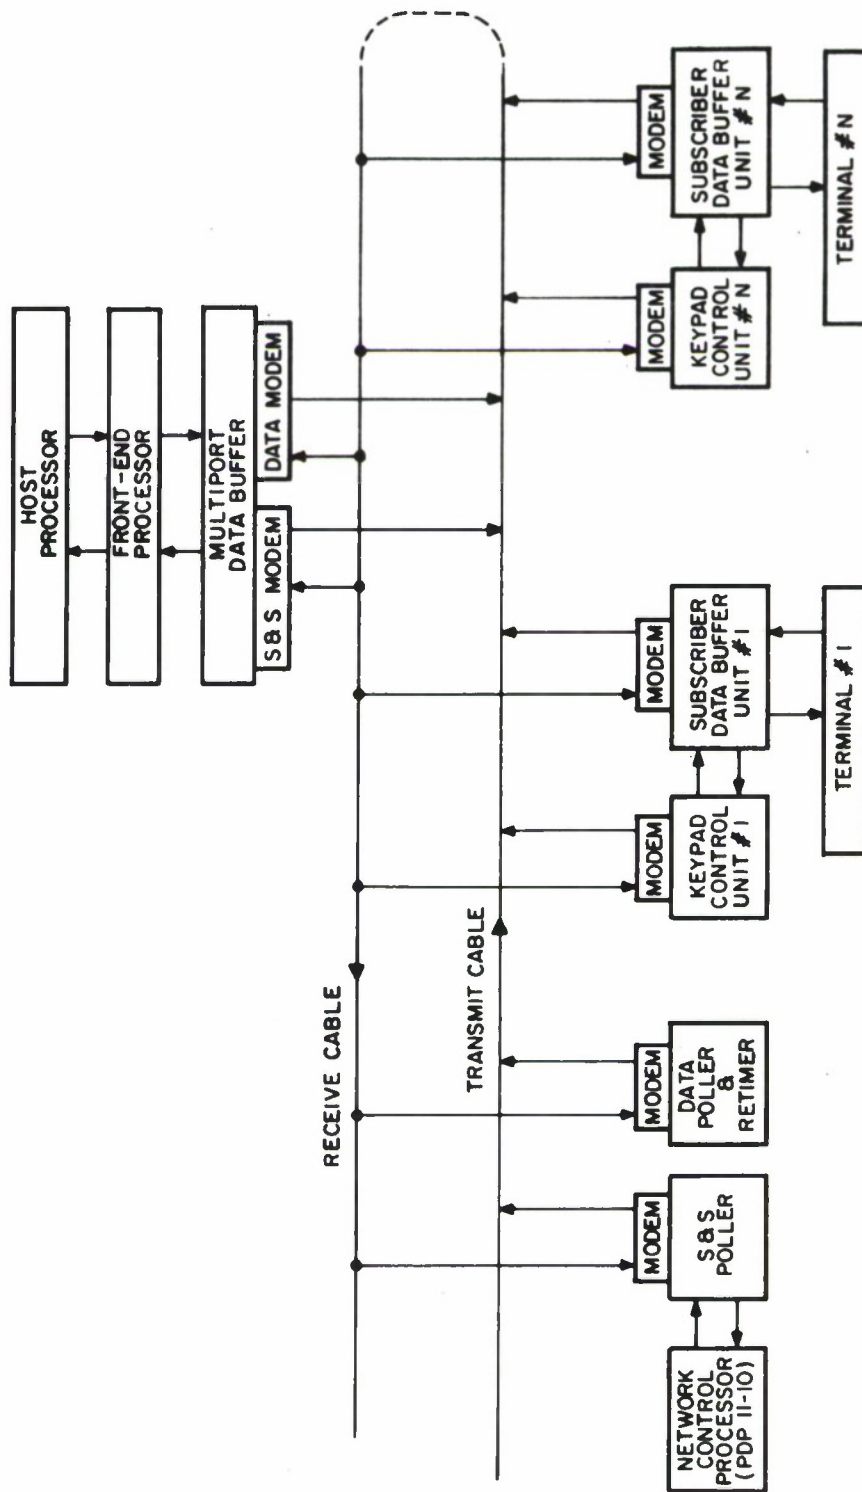 HOST
PROCESSOR
FRONT-END
PROCESSOR
MULTIPORT
DATA BUFFER
S&S MODEM
DATA MODEM
RECEIVE CABLE
TRANSMIT CABLE
NETWORK
CONTROL
PROCESSOR
(PDP 11-10)
MODEM
S&S
POLLER
MODEM
DATA
POLLER
&
RETIMER
MODEM
KEYPAD
CONTROL
UNIT #1
MODEM
SUBSCRIBER
DATA BUFFER
UNIT #1
TERMINAL #1
MODEM
KEYPAD
CONTROL
UNIT #N
MODEM
SUBSCRIBER
DATA BUFFER
UNIT #N
TERMINAL #N